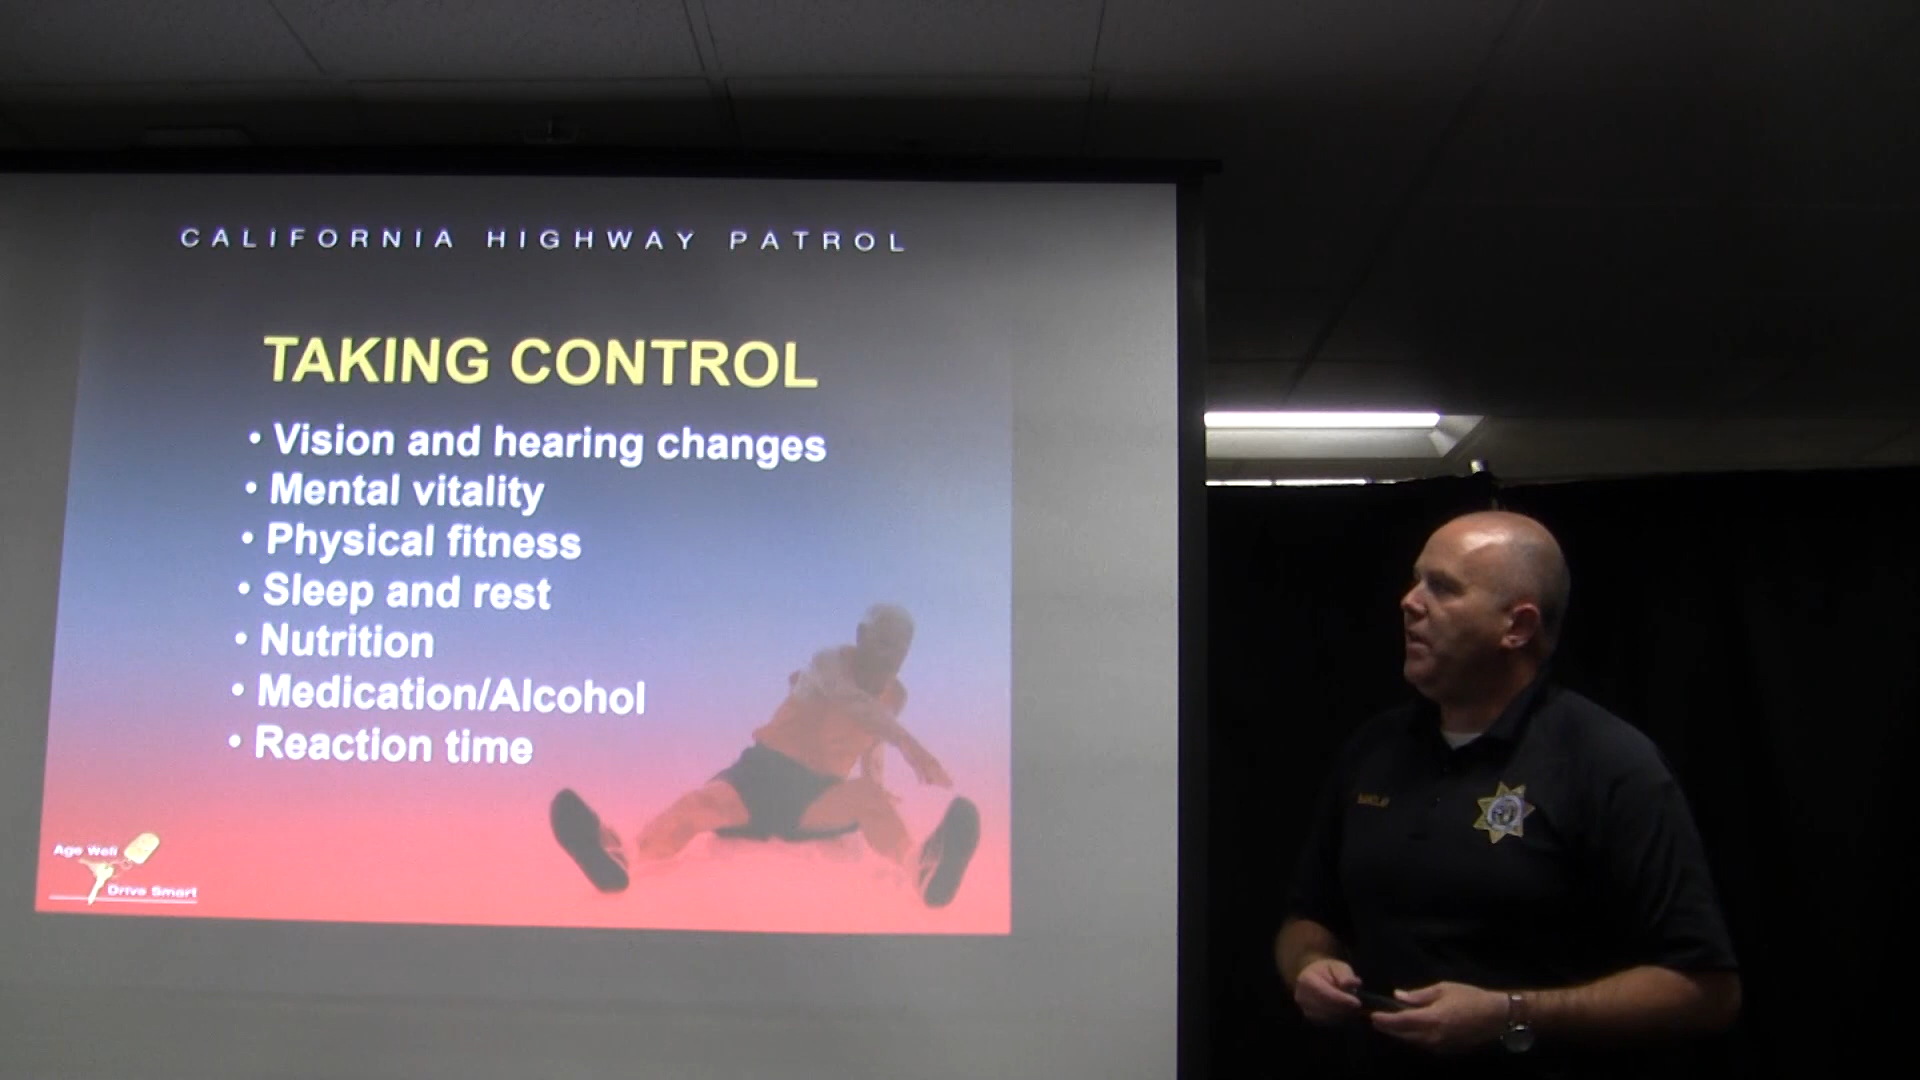 CALIFORNIA HIGHWAY PATROL
TAKING CONTROL
• Vision and hearing changes
• Mental vitality
• Physical fitness
• Sleep and rest
• Nutrition
• Medication/Alcohol
• Reaction time
Age Well
Drive Smart